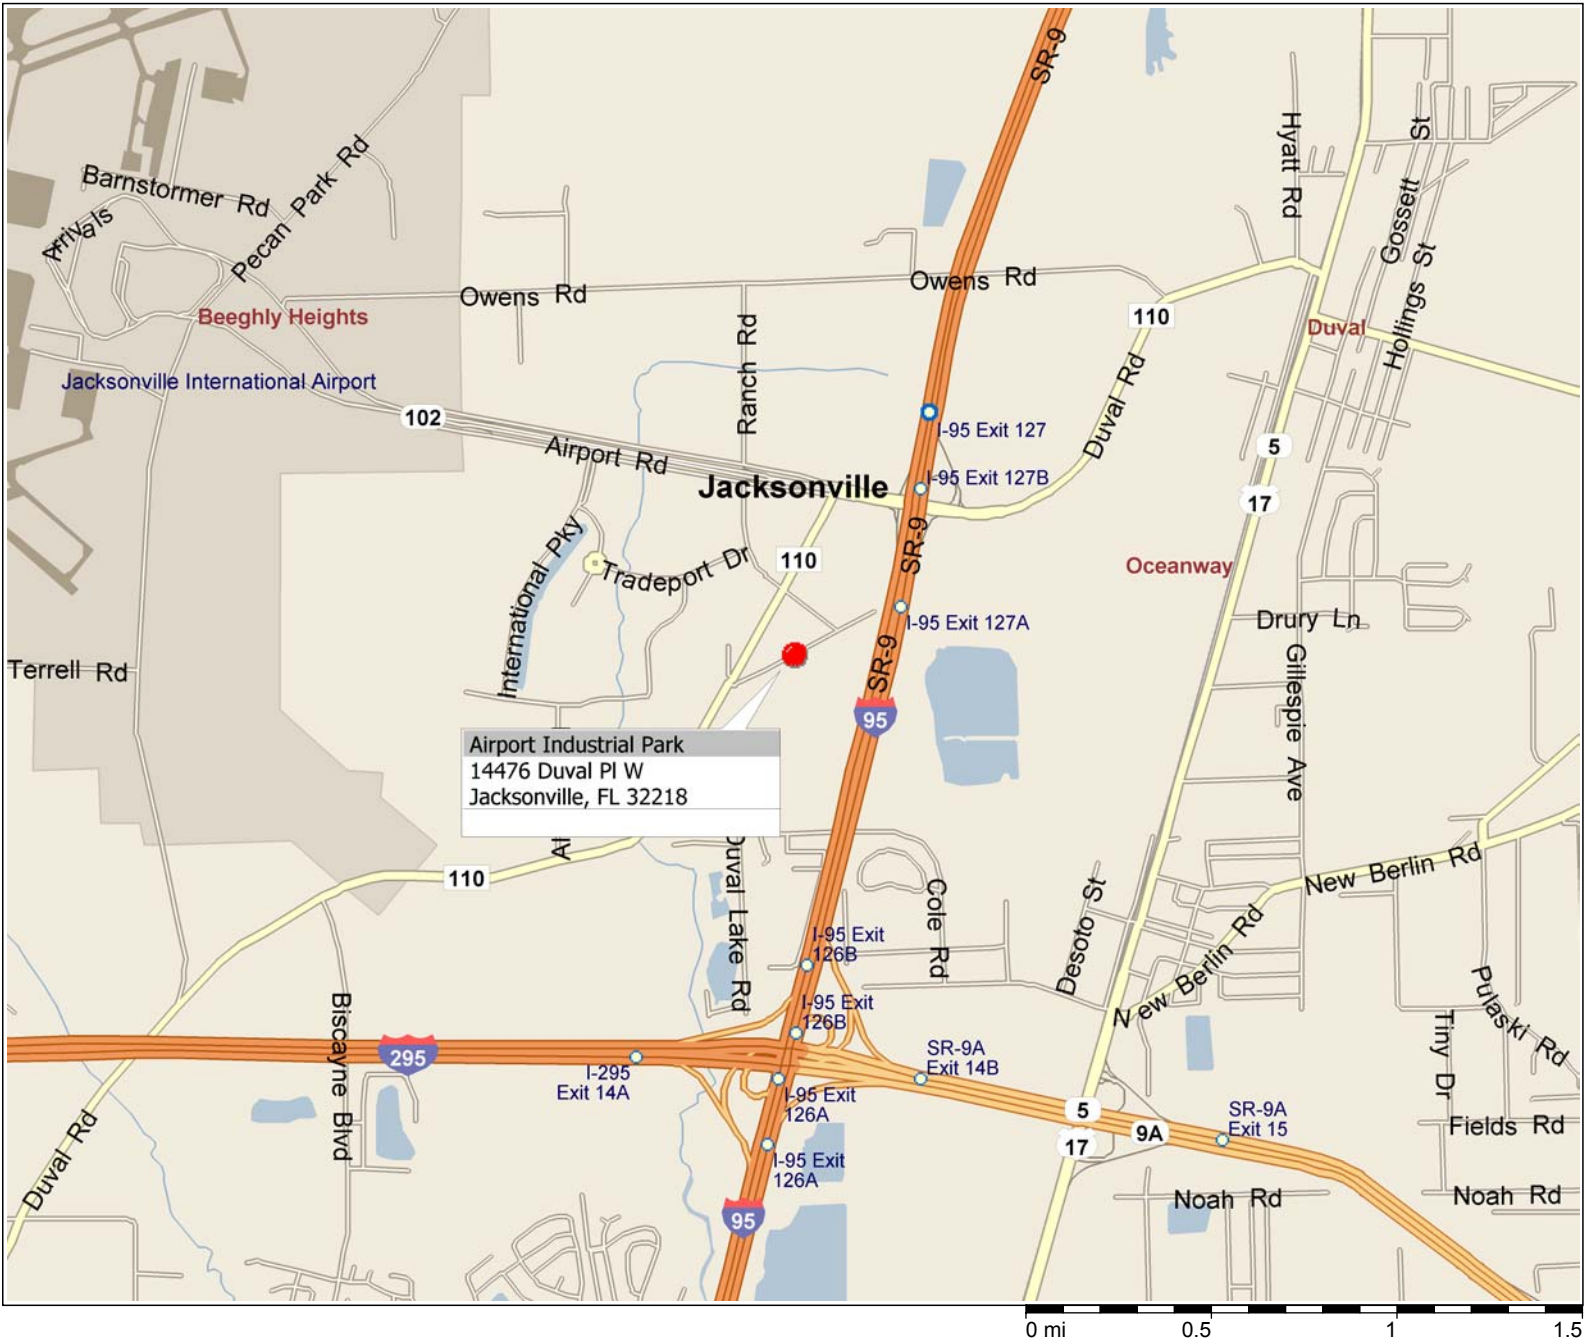 SR-9
Hyatt Rd
Gossett St
Barnstormer Rd
Pecan Park Rd
Arrivals
Hollings St
Owens Rd
Owens Rd
Beeghly Heights
110
Duval
Ranch Rd
Jacksonville International Airport
102
Duval Rd
I-95 Exit 127
Airport Rd
5
Jacksonville
I-95 Exit 127B
17
SR-9
110
International Pky
Tradeport Dr
Oceanway
I-95 Exit 127A
Drury Ln
SR-9
Terrell Rd
Gillespie Ave
95
Airport Industrial Park
14476 Duval Pl W
Jacksonville, FL 32218
110
Duval Lake Rd
Cole Rd
Desoto St
New Berlin Rd
New Berlin Rd
I-95 Exit
126B
I-95 Exit
126B
Pulaski Rd
Tiny Dr
Biscayne Blvd
295
I-295
Exit 14A
SR-9A
Exit 14B
I-95 Exit
126A
5
9A
17
SR-9A
Exit 15
Fields Rd
Duval Rd
I-95 Exit
126A
Noah Rd
Noah Rd
95
0 mi 0.5 1 1.5